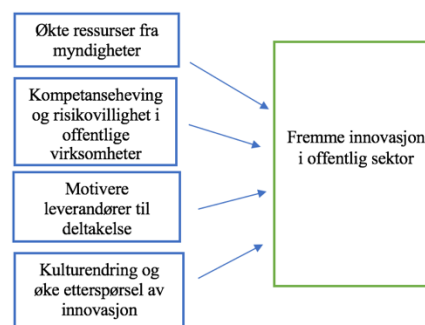 Økte ressurser fra
myndigheter
Kompetanseheving
og risikovillighet i
offentlige
virksomheter
Motivere
leverandører til
deltakelse
Kulturendring og
øke etterspørsel av
innovasjon
Fremme innovasjon
i offentlig sektor